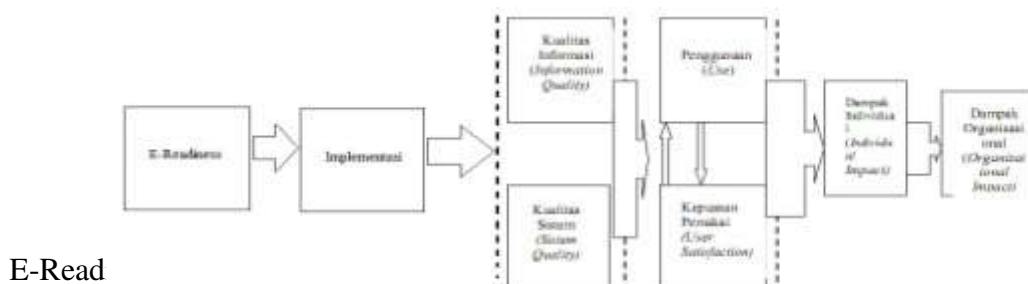 Kualitas
Informasi
(Information
Quality)
Penggunaan
(Use)
E-Readiness
Implementasi
Dampak
Individua
l
(Individu
al
Impact)
Dampak
Organisasi
onal
(Organizat
ional
Impact)
Kualitas
Sistem
(Sistem
Quality)
Kepuasan
Pemakai
(User
Satisfaction)
E-Read